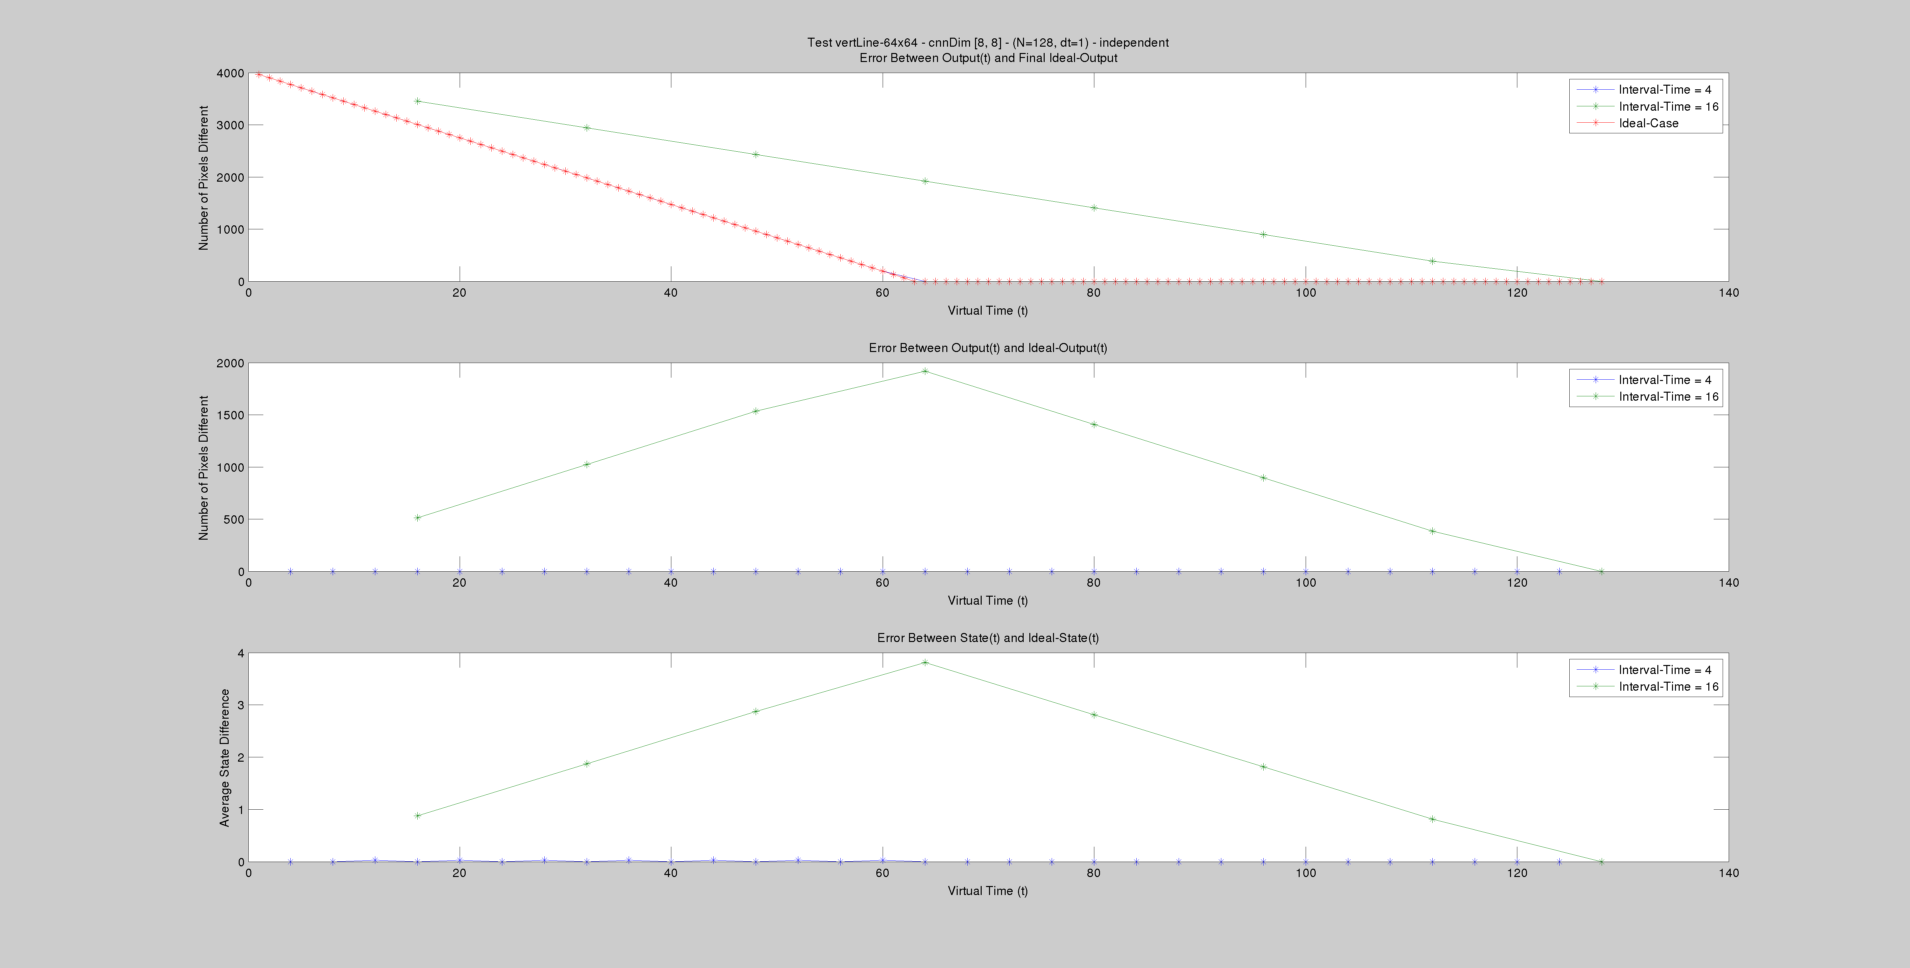 Test vertLine-64x64 - cnnDim [8, 8] - (N=128, dt=1) - independent
Error Between Output(t) and Final Ideal-Output
Number of Pixels Different
4000
3000
2000
1000
0
0 20 40 60 80 100 120 140
Virtual Time (t)
Interval-Time = 4
Interval-Time = 16
Ideal-Case
Error Between Output(t) and Ideal-Output(t)
Number of Pixels Different
2000
1500
1000
500
0
0 20 40 60 80 100 120 140
Virtual Time (t)
Interval-Time = 4
Interval-Time = 16
Error Between State(t) and Ideal-State(t)
Average State Difference
4
3
2
1
0
0 20 40 60 80 100 120 140
Virtual Time (t)
Interval-Time = 4
Interval-Time = 16